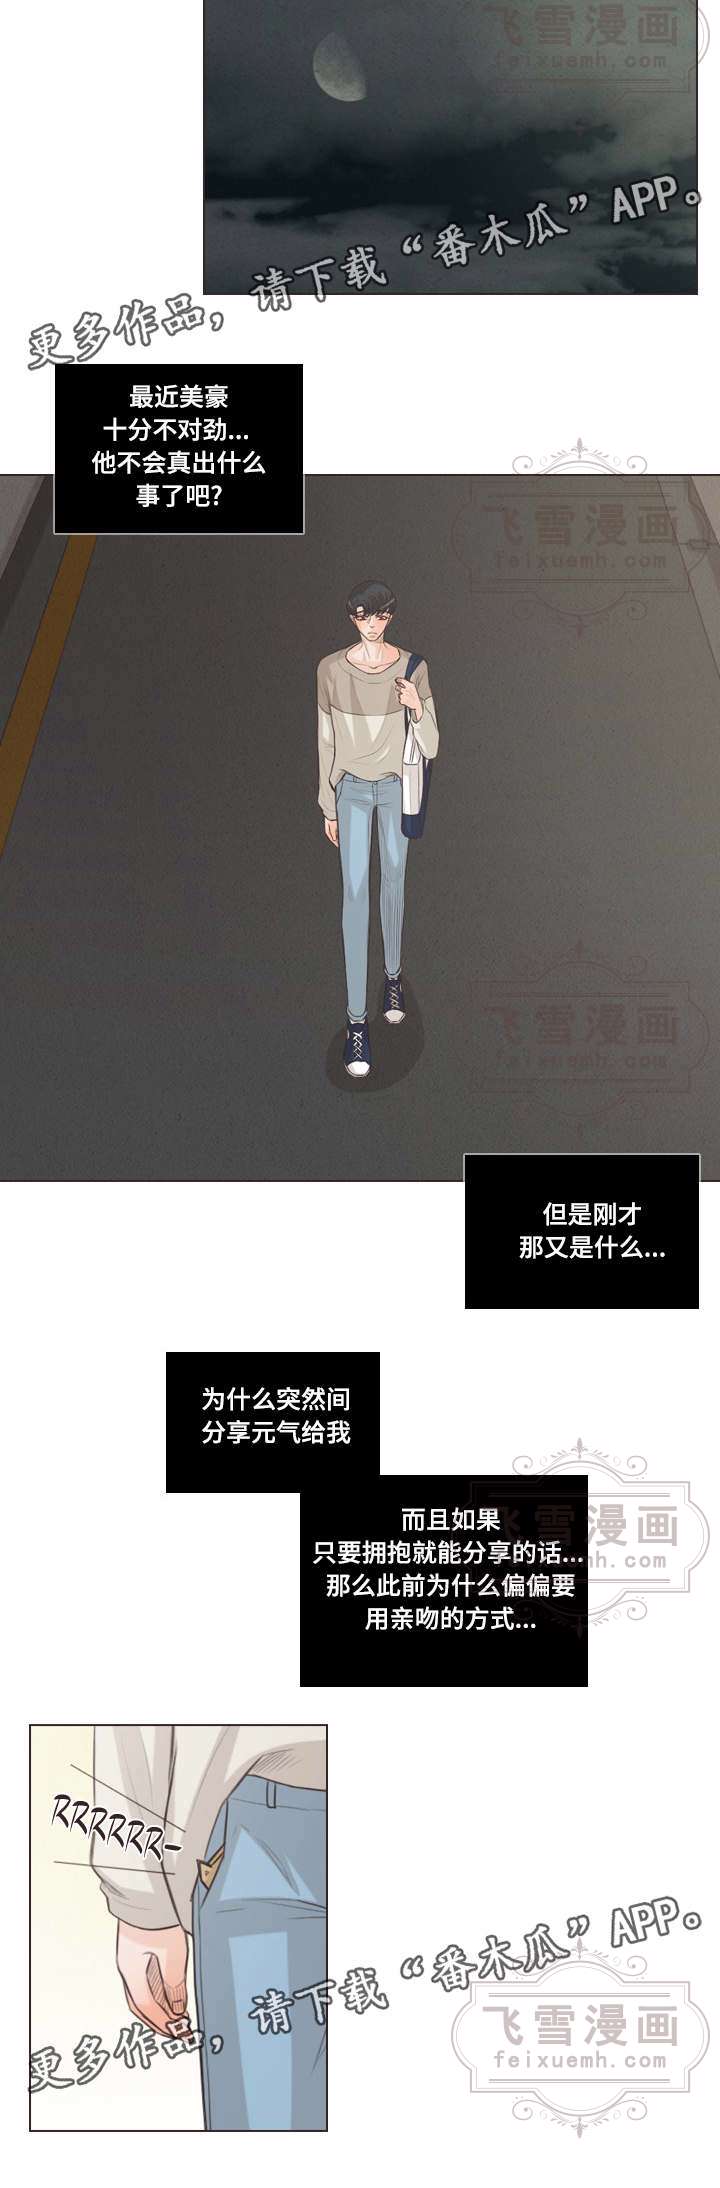 飞雪漫画
feixuemh.com
更多作品，请下载“番木瓜”APP。
最近美豪
十分不对劲...
他不会真出什么
事了吧?
飞雪漫画
feixuemh.com
飞雪漫画
feixuemh.com
但是刚才
那又是什么...
为什么突然间
分享元气给我
飞雪漫画
feixuemh.com
而且如果
只要拥抱就能分享的话...
那么此前为什么偏偏要
用亲吻的方式...
RRRRRR-
更多作品，请下载“番木瓜”APP。
飞雪漫画
feixuemh.com